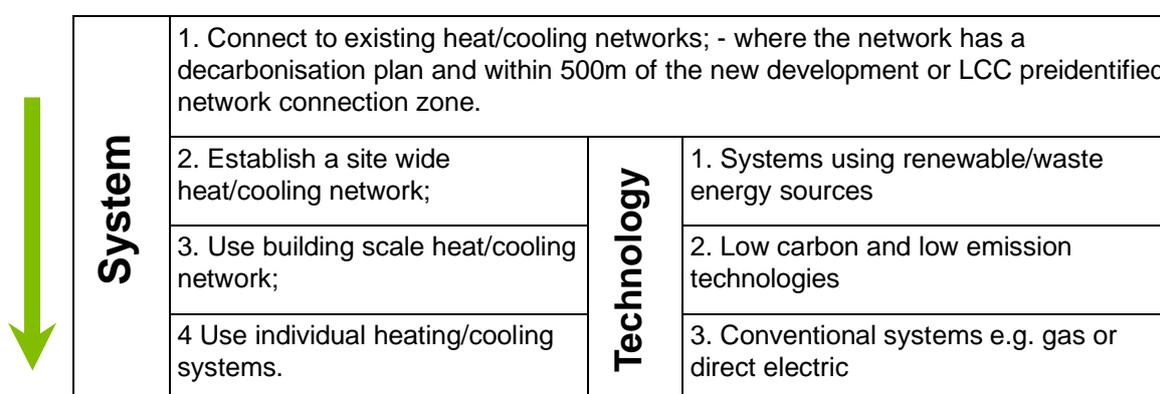 System
1. Connect to existing heat/cooling networks; - where the network has a
decarbonisation plan and within 500m of the new development or LCC preidentified
network connection zone.
2. Establish a site wide
heat/cooling network;
3. Use building scale heat/cooling
network;
4 Use individual heating/cooling
systems.
Technology
1. Systems using renewable/waste
energy sources
2. Low carbon and low emission
technologies
3. Conventional systems e.g. gas or
direct electric